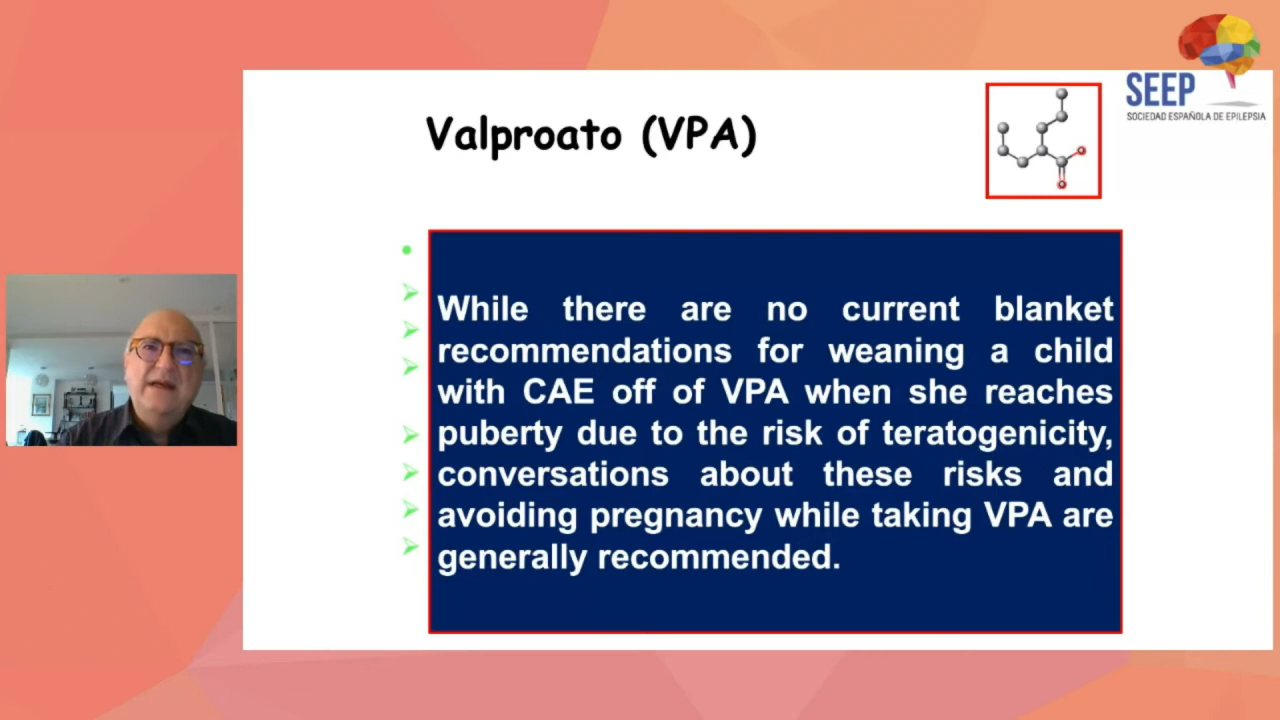 SEEP
SOCIEDAD ESPAÑOLA DE EPILEPSIA
Valproato (VPA)
While there are no current blanket
recommendations for weaning a child
with CAE off of VPA when she reaches
puberty due to the risk of teratogenicity,
conversations about these risks and
avoiding pregnancy while taking VPA are
generally recommended.